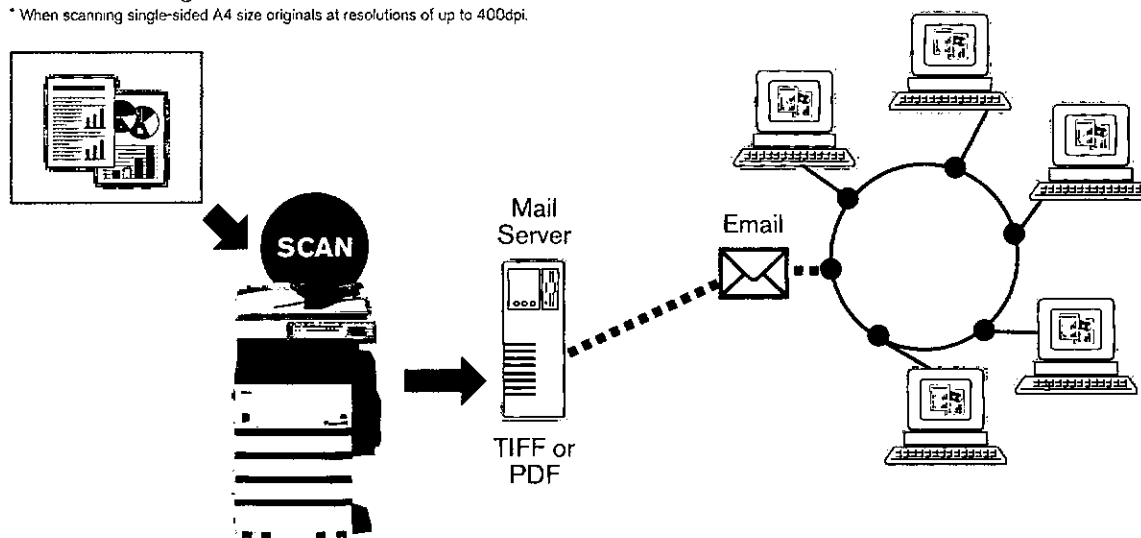 * When scanning single-sided A4 size originals at resolutions of up to 400dpi.
SCAN
Mail
Server
Email
TIFF or
PDF